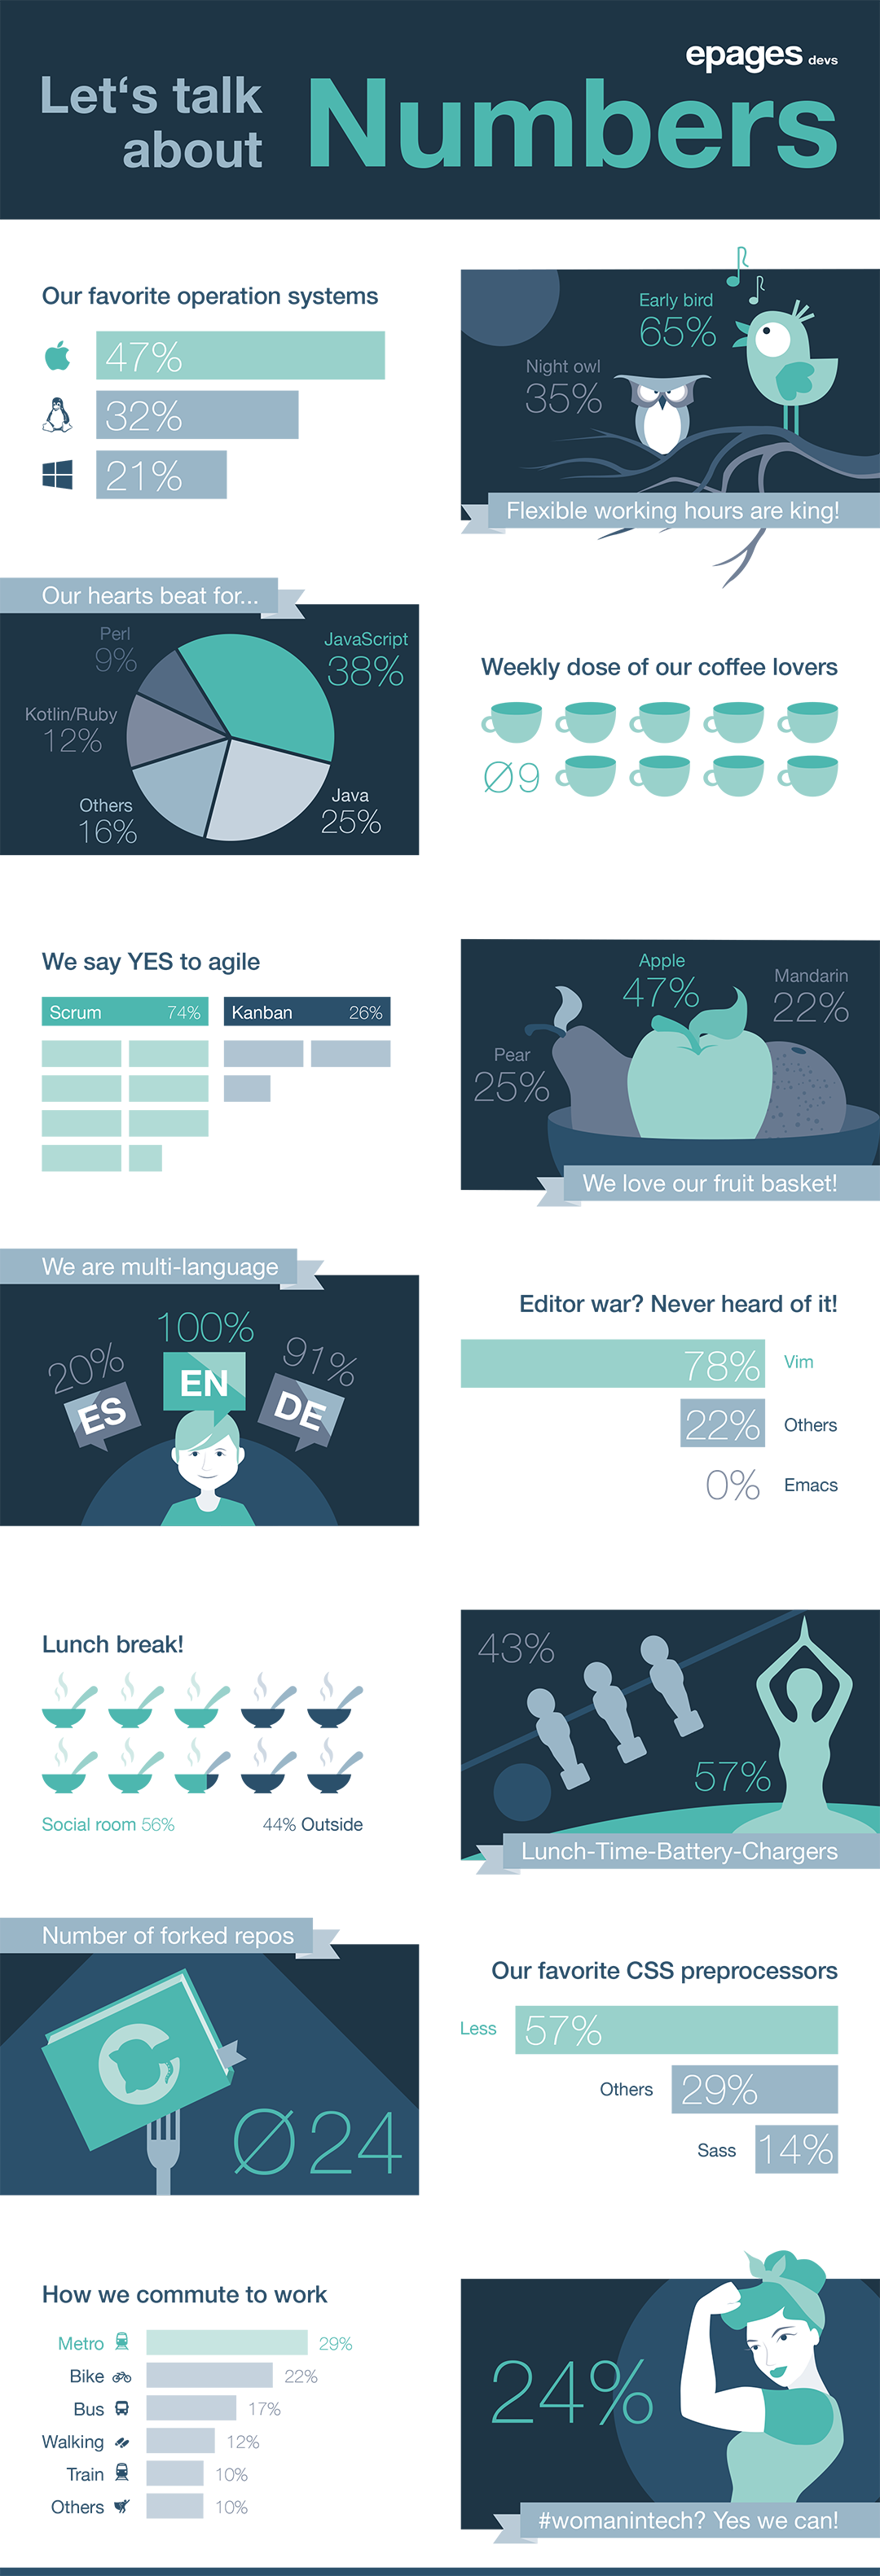 epages devs
Let's talk
about
Numbers
Our favorite operation systems
47%
32%
21%
Early bird
65%
Night owl
35%
Flexible working hours are king!
Our hearts beat for...
Perl
9%
JavaScript
38%
Kotlin/Ruby
12%
Others
16%
Java
25%
Weekly dose of our coffee lovers
Ø9
We say YES to agile
Scrum 74%
Kanban 26%
Apple
47%
Mandarin
22%
Pear
25%
We love our fruit basket!
We are multi-language
100%
20%
91%
EN
ES
DE
Editor war? Never heard of it!
78% Vim
22% Others
0% Emacs
Lunch break!
Social room 56%
44% Outside
43%
57%
Lunch-Time-Battery-Chargers
Number of forked repos
Ø24
Our favorite CSS preprocessors
Less 57%
Others 29%
Sass 14%
How we commute to work
Metro 29%
Bike 22%
Bus 17%
Walking 12%
Train 10%
Others 10%
24%
#womanintech? Yes we can!